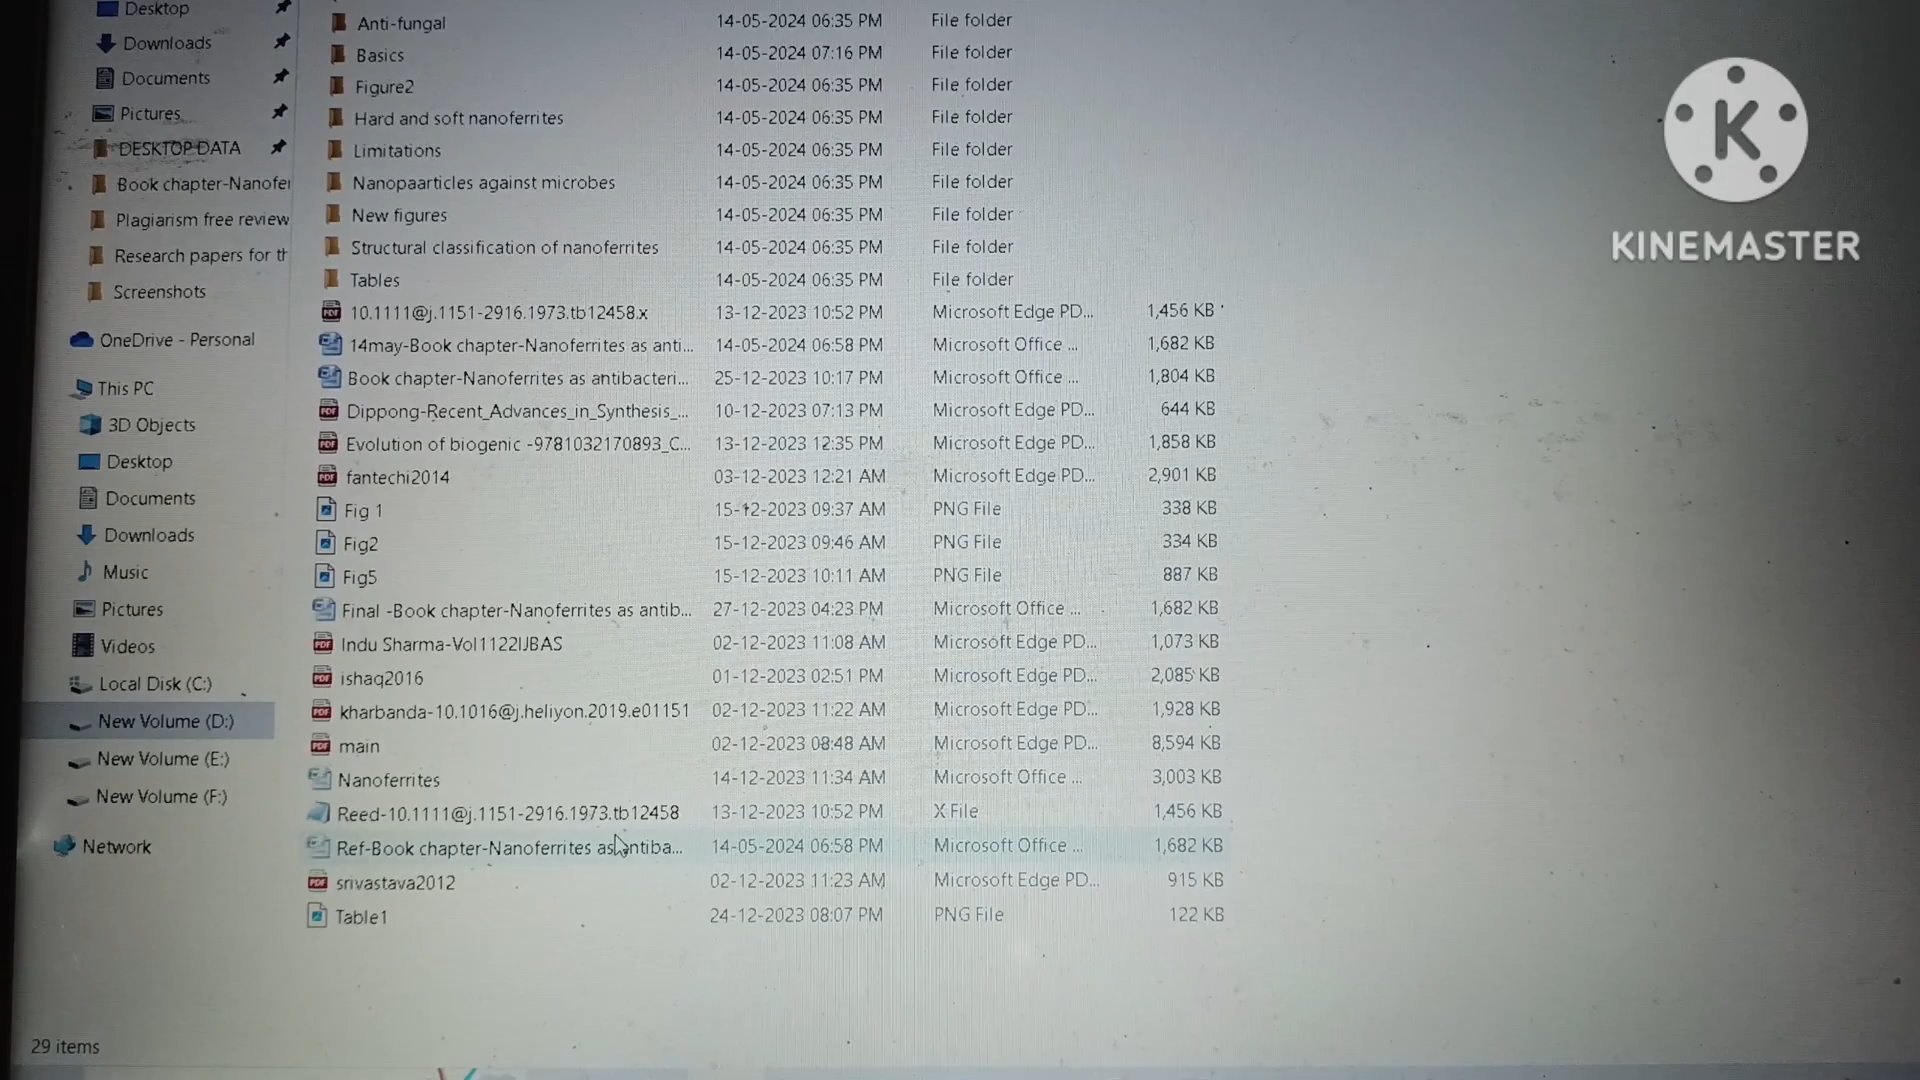 Desktop
Downloads
Documents
Pictures
DESKTOP DATA
Book chapter-Nanofer
Plagiarism free review
Research papers for th
Screenshots
OneDrive - Personal
This PC
3D Objects
Desktop
Documents
Downloads
Music
Pictures
Videos
Local Disk (C:)
New Volume (D:)
New Volume (E:)
New Volume (F:)
Network
Anti-fungal 14-05-2024 06:35 PM File folder
Basics 14-05-2024 07:16 PM File folder
Figure2 14-05-2024 06:35 PM File folder
Hard and soft nanoferrites 14-05-2024 06:35 PM File folder
Limitations 14-05-2024 06:35 PM File folder
Nanopaarticles against microbes 14-05-2024 06:35 PM File folder
New figures 14-05-2024 06:35 PM File folder
Structural classification of nanoferrites 14-05-2024 06:35 PM File folder
Tables 14-05-2024 06:35 PM File folder
10.1111@j.1151-2916.1973.tb12458.x 13-12-2023 10:52 PM Microsoft Edge PD... 1,456 KB
14may-Book chapter-Nanoferrites as anti... 14-05-2024 06:58 PM Microsoft Office ... 1,682 KB
Book chapter-Nanoferrites as antibacteri... 25-12-2023 10:17 PM Microsoft Office ... 1,804 KB
Dippong-Recent_Advances_in_Synthesis_... 10-12-2023 07:13 PM Microsoft Edge PD... 644 KB
Evolution of biogenic -9781032170893_C... 13-12-2023 12:35 PM Microsoft Edge PD... 1,858 KB
fantechi2014 03-12-2023 12:21 AM Microsoft Edge PD... 2,901 KB
Fig 1 15-12-2023 09:37 AM PNG File 338 KB
Fig2 15-12-2023 09:46 AM PNG File 334 KB
Fig5 15-12-2023 10:11 AM PNG File 887 KB
Final -Book chapter-Nanoferrites as antib... 27-12-2023 04:23 PM Microsoft Office ... 1,682 KB
Indu Sharma-Vol1122IJBAS 02-12-2023 11:08 AM Microsoft Edge PD... 1,073 KB
ishaq2016 01-12-2023 02:51 PM Microsoft Edge PD... 2,085 KB
kharbanda-10.1016@j.heliyon.2019.e01151 02-12-2023 11:22 AM Microsoft Edge PD... 1,928 KB
main 02-12-2023 08:48 AM Microsoft Edge PD... 8,594 KB
Nanoferrites 14-12-2023 11:34 AM Microsoft Office ... 3,003 KB
Reed-10.1111@j.1151-2916.1973.tb12458 13-12-2023 10:52 PM X File 1,456 KB
Ref-Book chapter-Nanoferrites as antiba... 14-05-2024 06:58 PM Microsoft Office ... 1,682 KB
srivastava2012 02-12-2023 11:23 AM Microsoft Edge PD... 915 KB
Table1 24-12-2023 08:07 PM PNG File 122 KB
29 items
K
KINEMASTER